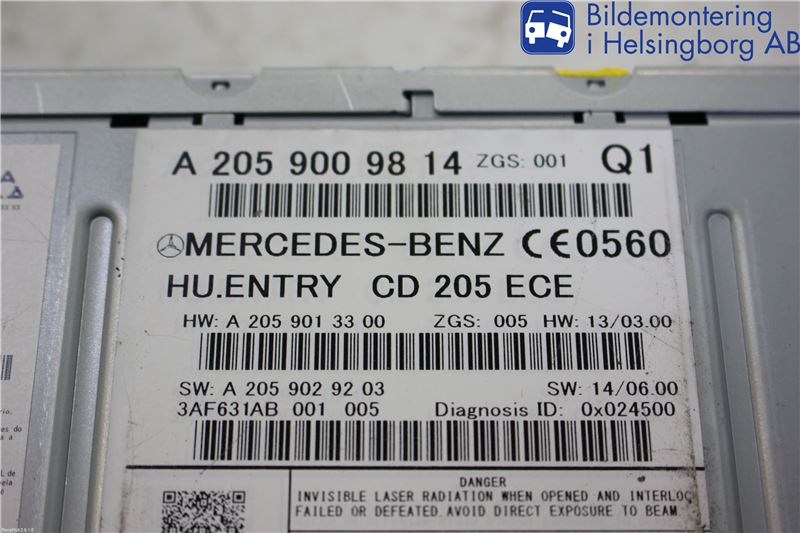 Bildemontering
i Helsingborg AB
A 205 900 98 14 ZGS: 001 Q1
MERCEDES-BENZ CE0560
HU.ENTRY CD 205 ECE
HW: A 205 901 33 00 ZGS: 005 HW: 13/03.00
SW: A 205 902 92 03 SW: 14/06.00
3AF631AB 001 005 Diagnosis ID: 0x024500
DANGER
INVISIBLE LASER RADIATION WHEN OPENED AND INTERLOC
FAILED OR DEFEATED. AVOID DIRECT EXPOSURE TO BEAM